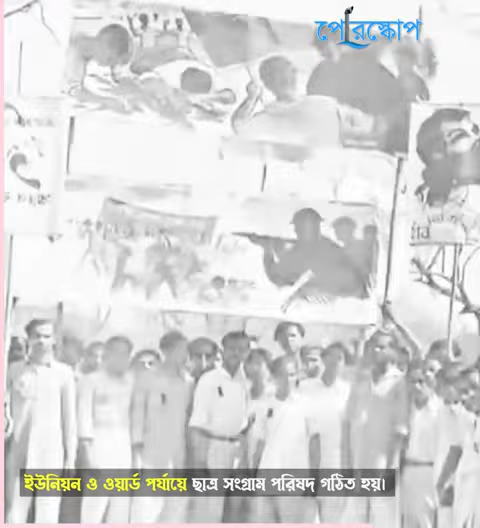 পেরিস্কোপ
ইউনিয়ন ও ওয়ার্ড পর্যায়ে ছাত্র সংগ্রাম পরিষদ গঠিত হয়।